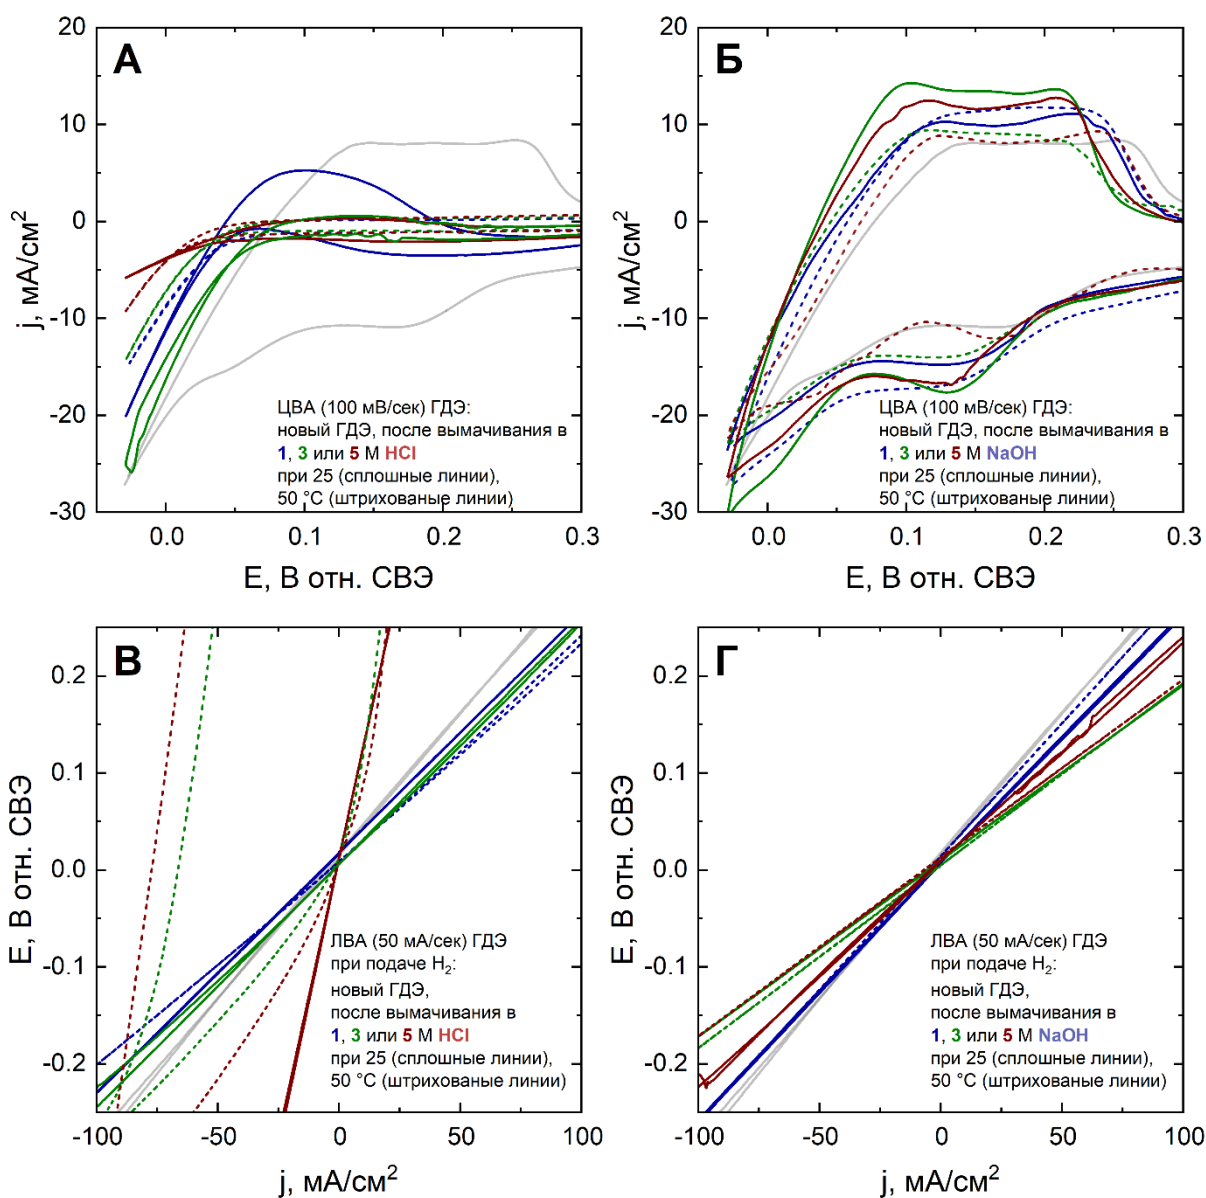 А
20
10
0
-10
-20
-30
j, мА/см²
ЦВА (100 мВ/сек) ГДЭ:
новый ГДЭ, после вымачивания в
1, 3 или 5 М HCl
при 25 (сплошные линии),
50 °C (штрихованые линии)
0.0 0.1 0.2 0.3
E, В отн. СВЭ
Б
20
10
0
-10
-20
-30
j, мА/см²
ЦВА (100 мВ/сек) ГДЭ:
новый ГДЭ, после вымачивания в
1, 3 или 5 М NaOH
при 25 (сплошные линии),
50 °C (штрихованые линии)
0.0 0.1 0.2 0.3
E, В отн. СВЭ
В
0.2
0.1
0.0
-0.1
-0.2
E, В отн. СВЭ
ЛВА (50 мА/сек) ГДЭ
при подаче H₂:
новый ГДЭ,
после вымачивания в
1, 3 или 5 М HCl
при 25 (сплошные линии),
50 °C (штрихованые линии)
-100 -50 0 50 100
j, мА/см²
Г
0.2
0.1
0.0
-0.1
-0.2
E, В отн. СВЭ
ЛВА (50 мА/сек) ГДЭ
при подаче H₂:
новый ГДЭ,
после вымачивания в
1, 3 или 5 М NaOH
при 25 (сплошные линии),
50 °C (штрихованые линии)
-100 -50 0 50 100
j, мА/см²